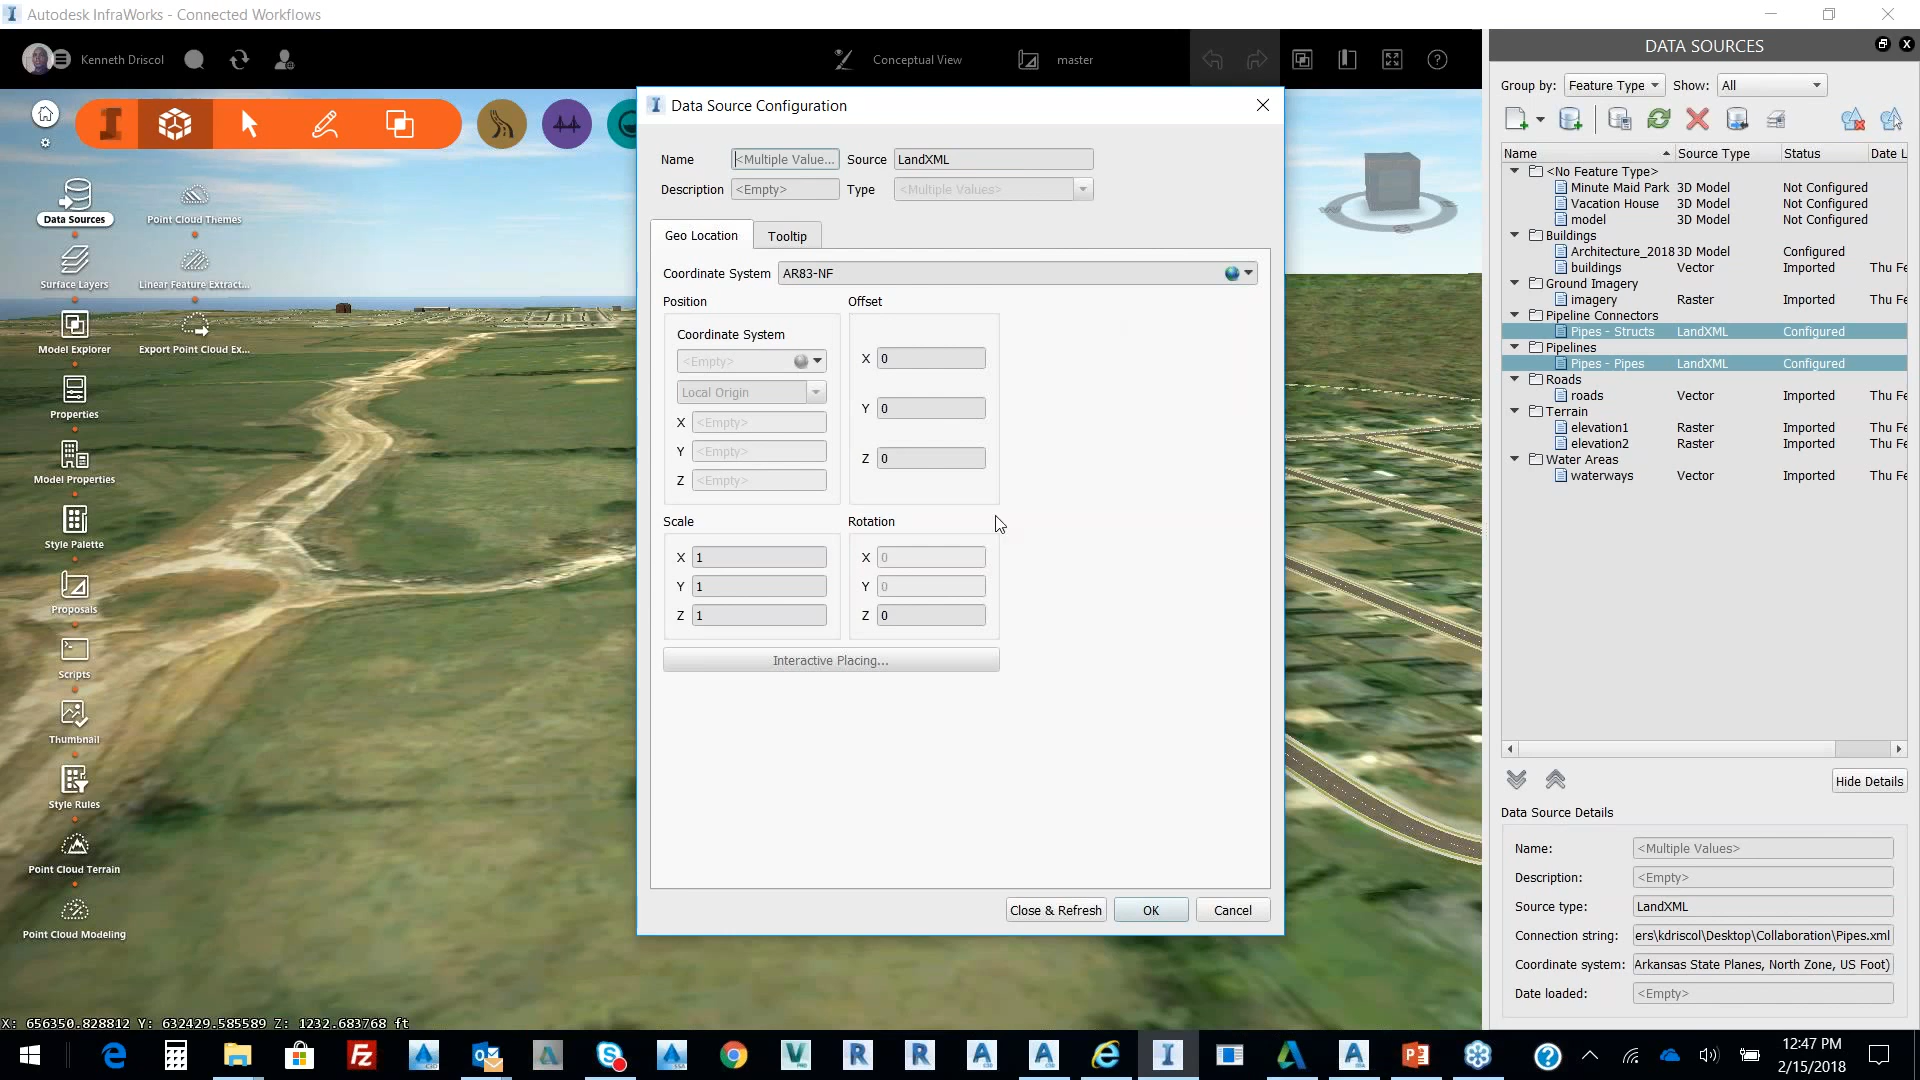 Autodesk InfraWorks - Connected Workflows
Kenneth Driscol
Conceptual View
master
Data Sources
Point Cloud Themes
Surface Layers
Linear Feature Extract...
Model Explorer
Export Point Cloud Ex...
Properties
Model Properties
Style Palette
Proposals
Scripts
Thumbnail
Style Rules
Point Cloud Terrain
Point Cloud Modeling
X: 656350.828812 Y: 632429.585589 Z: 1232.683768 ft
Data Source Configuration
Name <Multiple Value... Source LandXML
Description <Empty> Type <Multiple Values>
Geo Location Tooltip
Coordinate System AR83-NF
Position Offset
Coordinate System
<Empty>
Local Origin
X <Empty>
Y <Empty>
Z <Empty>
X 0
Y 0
Z 0
Scale Rotation
X 1 X 0
Y 1 Y 0
Z 1 Z 0
Interactive Placing...
Close & Refresh OK Cancel
DATA SOURCES
Group by: Feature Type Show: All
Name Source Type Status Date L
<No Feature Type>
Minute Maid Park 3D Model Not Configured
Vacation House 3D Model Not Configured
model 3D Model Not Configured
Buildings
Architecture_2018 3D Model Configured
buildings Vector Imported Thu Fe
Ground Imagery
imagery Raster Imported Thu Fe
Pipeline Connectors
Pipes - Structs LandXML Configured
Pipelines
Pipes - Pipes LandXML Configured
Roads
roads Vector Imported Thu Fe
Terrain
elevation1 Raster Imported Thu Fe
elevation2 Raster Imported Thu Fe
Water Areas
waterways Vector Imported Thu Fe
Hide Details
Data Source Details
Name: <Multiple Values>
Description: <Empty>
Source type: LandXML
Connection string: ers\kdriscol\Desktop\Collaboration\Pipes.xml
Coordinate system: Arkansas State Planes, North Zone, US Foot)
Date loaded: <Empty>
12:47 PM
2/15/2018